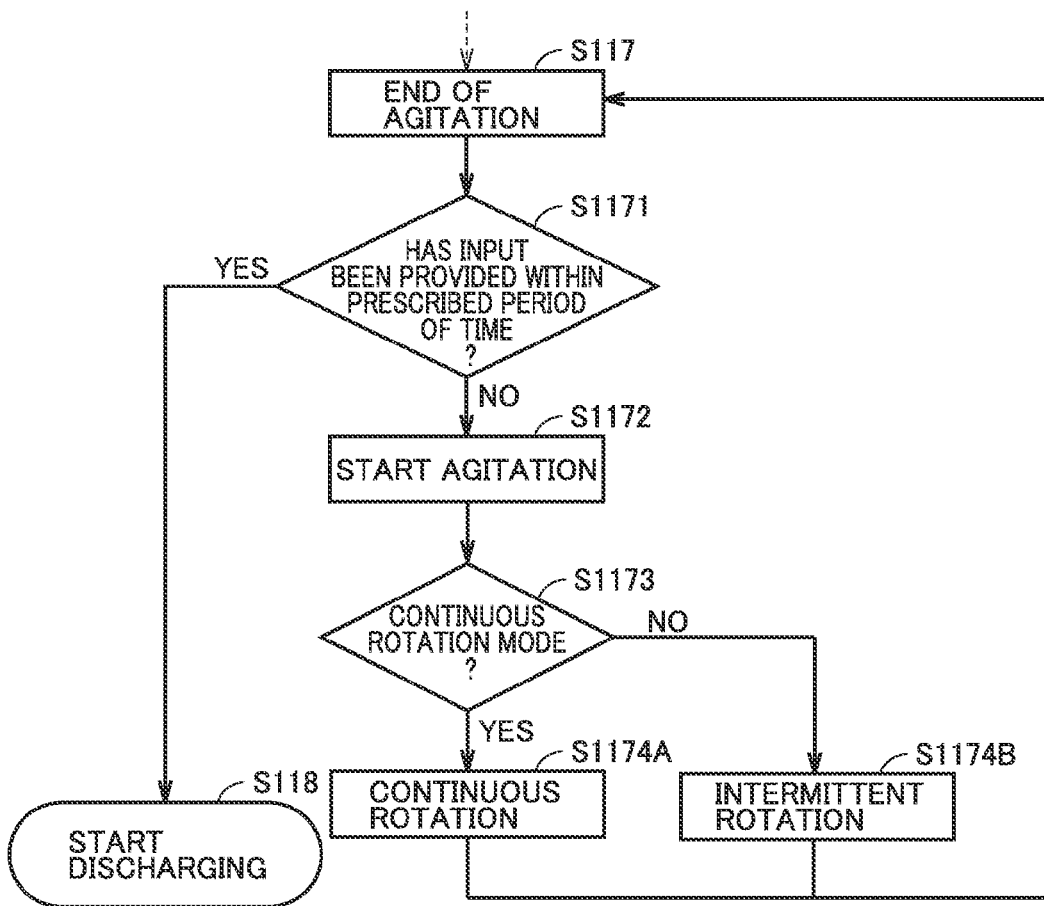 S117
END OF
AGITATION
S1171
HAS INPUT
BEEN PROVIDED WITHIN
PRESCRIBED PERIOD
OF TIME
?
YES
NO
S1172
START AGITATION
S1173
CONTINUOUS
ROTATION MODE
?
NO
YES
S1174A
CONTINUOUS
ROTATION
S1174B
INTERMITTENT
ROTATION
S118
START
DISCHARGING